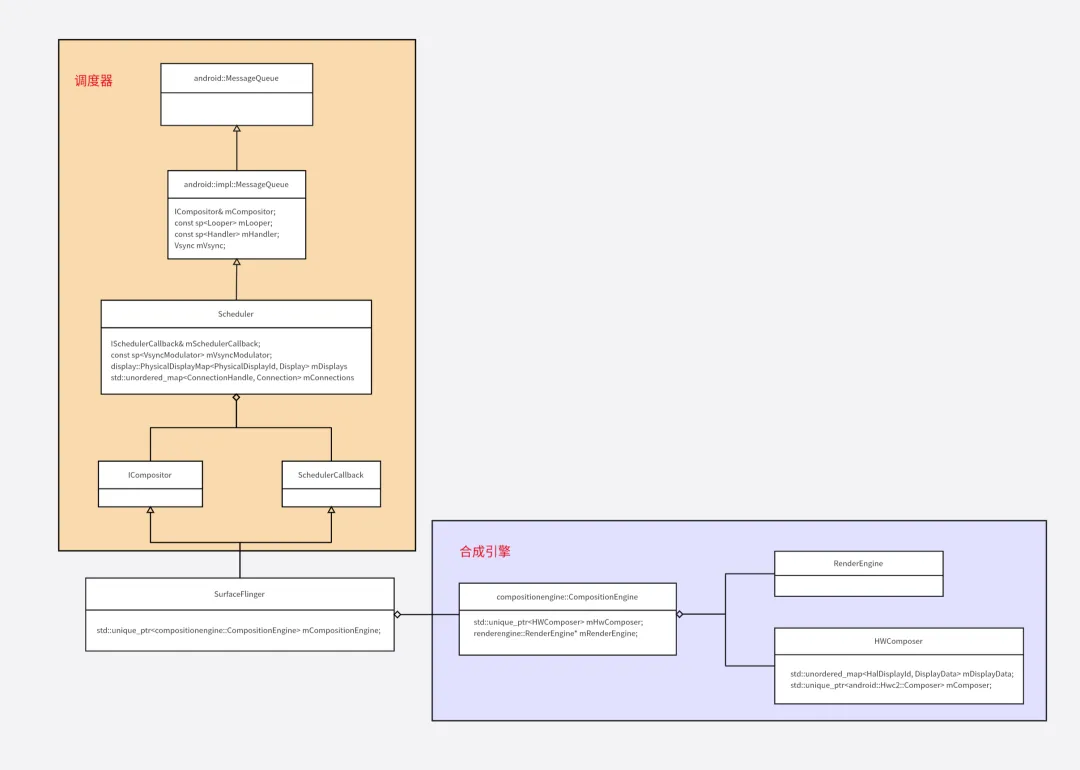 调度器
android::MessageQueue
android::impl::MessageQueue
ICompositor& mCompositor;
const sp<Looper> mLooper;
const sp<Handler> mHandler;
Vsync mVsync;
Scheduler
ISchedulerCallback& mSchedulerCallback;
const sp<VsyncModulator> mVsyncModulator;
display::PhysicalDisplayMap<PhysicalDisplayId, Display> mDisplays
std::unordered_map<ConnectionHandle, Connection> mConnections
ICompositor
SchedulerCallback
SurfaceFlinger
std::unique_ptr<compositionengine::CompositionEngine> mCompositionEngine;
合成引擎
compositionengine::CompositionEngine
std::unique_ptr<HWComposer> mHwComposer;
renderengine::RenderEngine* mRenderEngine;
RenderEngine
HWComposer
std::unordered_map<HalDisplayId, DisplayData> mDisplayData;
std::unique_ptr<android::Hwc2::Composer> mComposer;